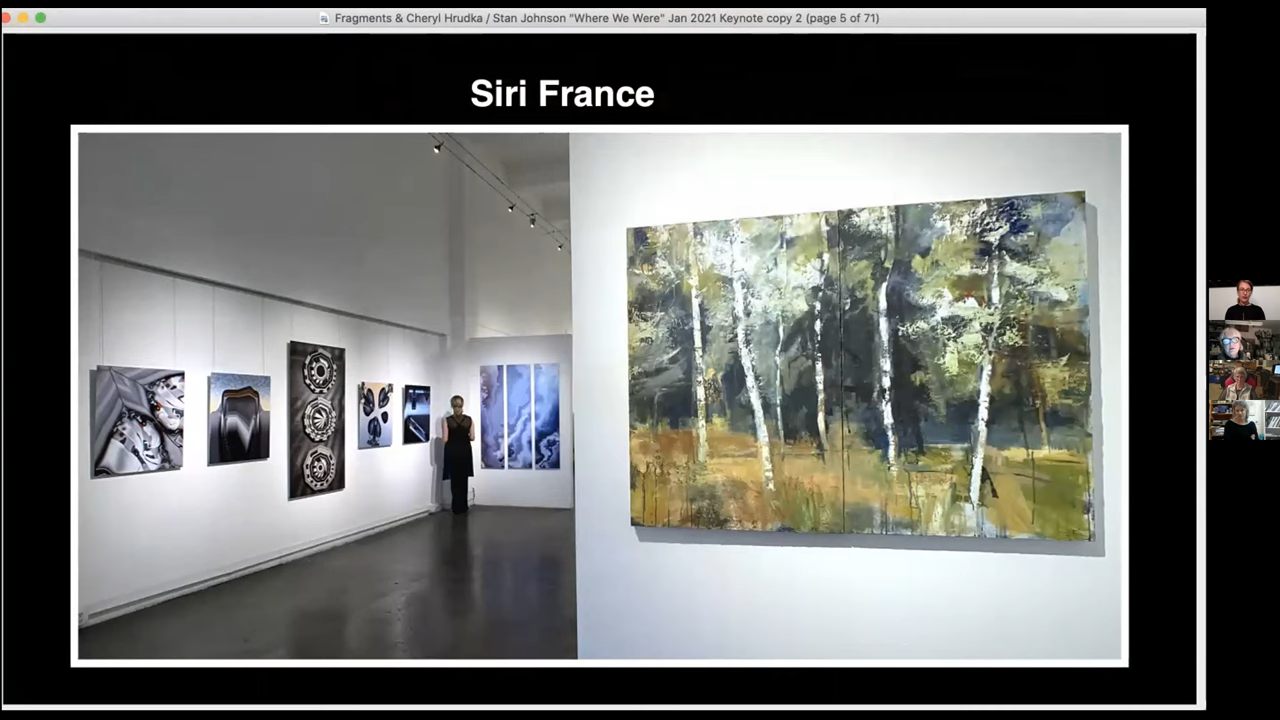 Fragments & Cheryl Hrudka / Stan Johnson "Where We Were" Jan 2021 Keynote copy 2 (page 5 of 71)
Siri France